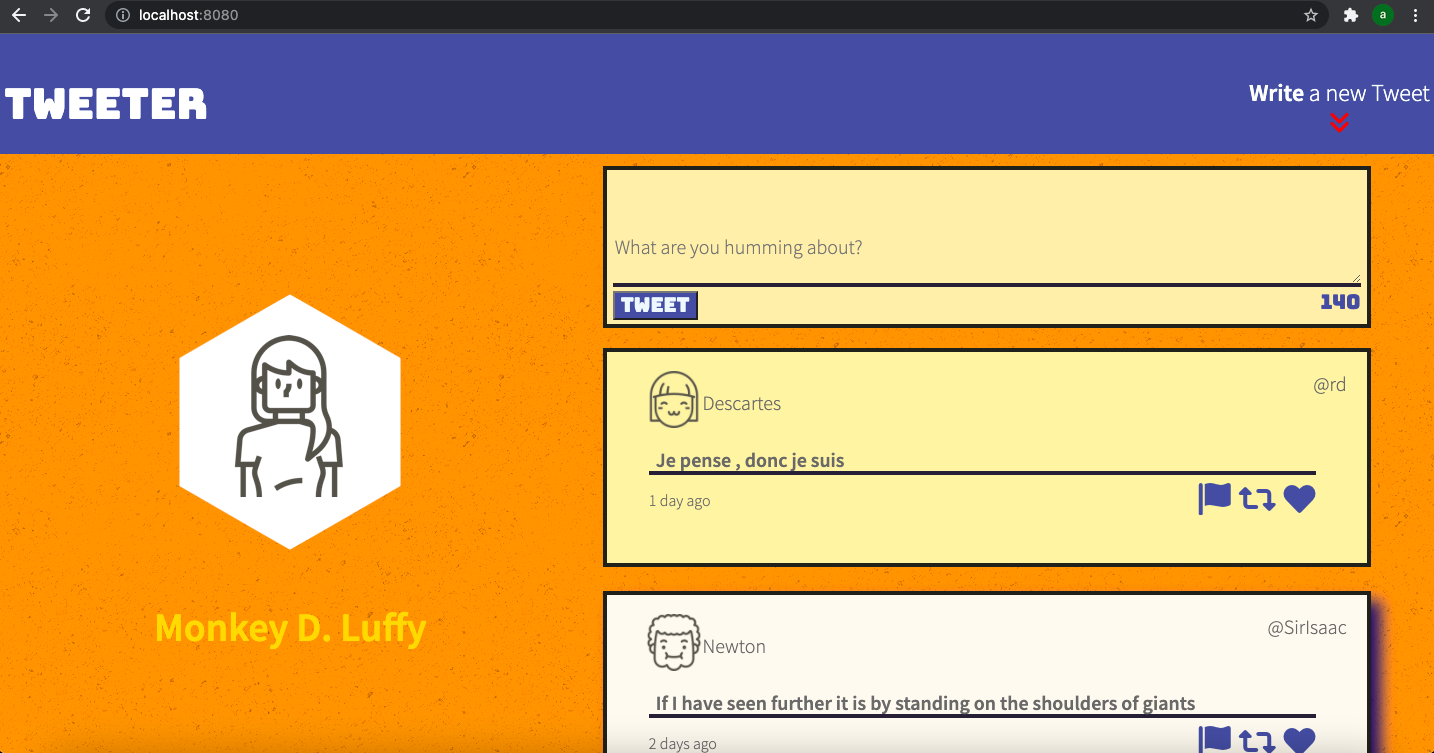 localhost:8080
a
TWEETER
Write a new Tweet
What are you humming about?
TWEET
140
Descartes
@rd
Je pense , donc je suis
1 day ago
Monkey D. Luffy
Newton
@SirIsaac
If I have seen further it is by standing on the shoulders of giants
2 days ago